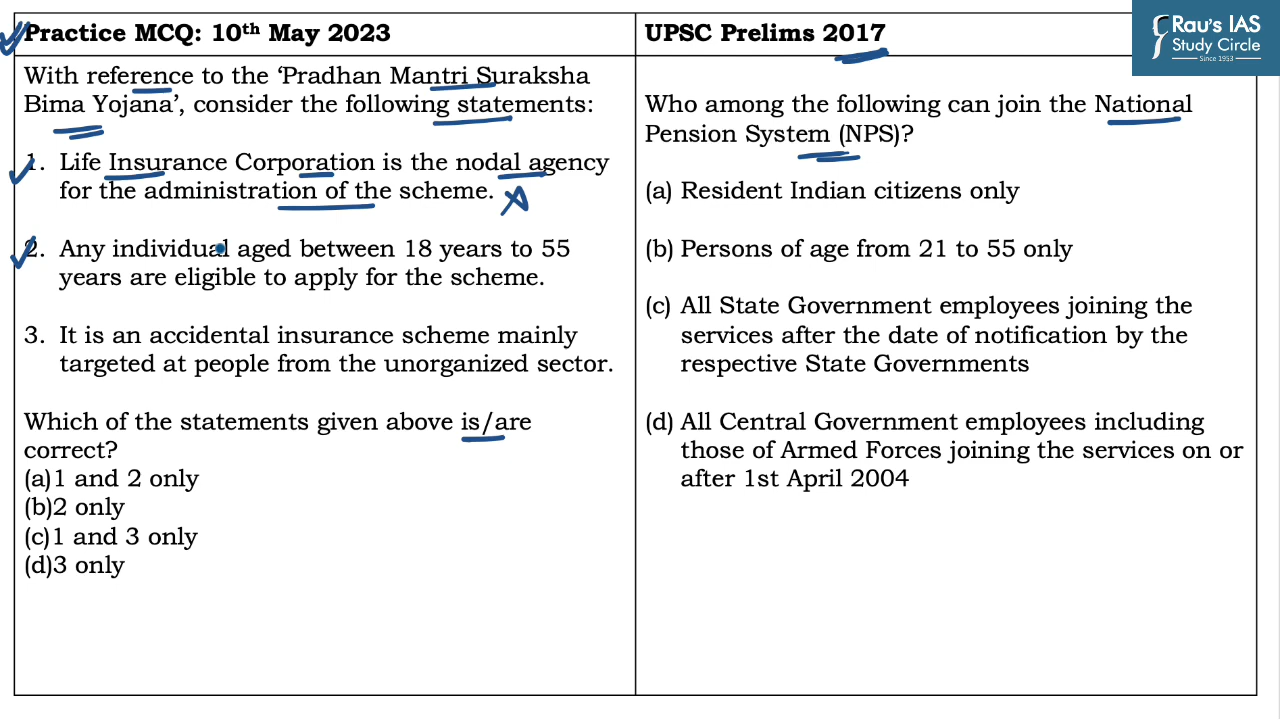 Practice MCQ: 10th May 2023
With reference to the ‘Pradhan Mantri Suraksha
Bima Yojana’, consider the following statements:
1. Life Insurance Corporation is the nodal agency
for the administration of the scheme.
2. Any individual aged between 18 years to 55
years are eligible to apply for the scheme.
3. It is an accidental insurance scheme mainly
targeted at people from the unorganized sector.
Which of the statements given above is/are
correct?
(a)1 and 2 only
(b)2 only
(c)1 and 3 only
(d)3 only
UPSC Prelims 2017
Who among the following can join the National
Pension System (NPS)?
(a) Resident Indian citizens only
(b) Persons of age from 21 to 55 only
(c) All State Government employees joining the
services after the date of notification by the
respective State Governments
(d) All Central Government employees including
those of Armed Forces joining the services on or
after 1st April 2004
Rau's IAS
Study Circle
Since 1953